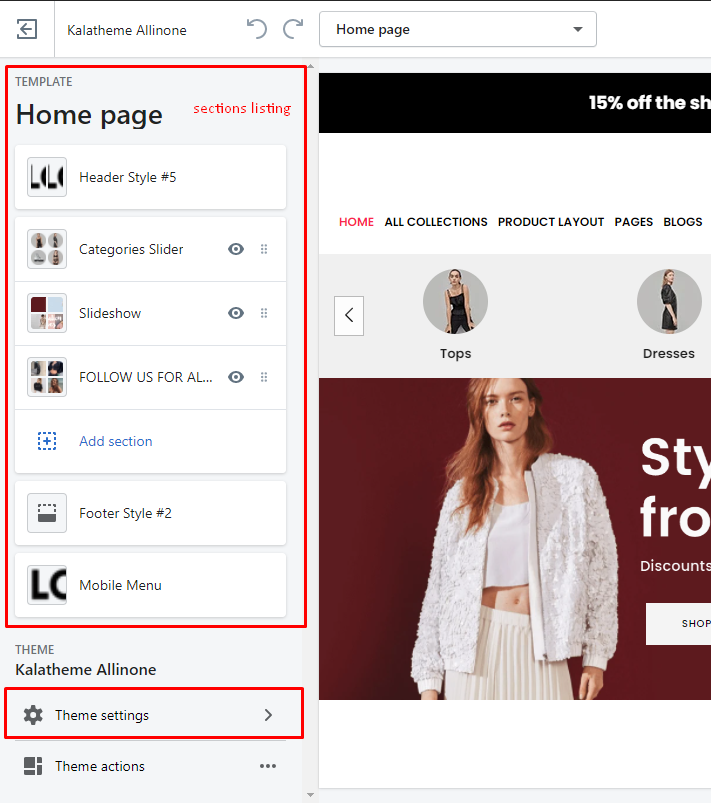 Kalatheme Allinone
Home page
TEMPLATE
Home page
sections listing
Header Style #5
Categories Slider
Slideshow
FOLLOW US FOR AL...
Add section
Footer Style #2
Mobile Menu
THEME
Kalatheme Allinone
Theme settings
Theme actions
15% off the sh
HOME ALL COLLECTIONS PRODUCT LAYOUT PAGES BLOGS
Tops
Dresses
Sty
fro
Discounts
SHOP